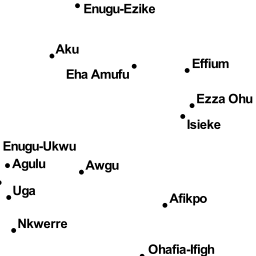 Enugu-Ezike
Aku
Eha Amufu
Effium
Ezza Ohu
Isieke
Enugu-Ukwu
Agulu
Awgu
Uga
Afikpo
Nkwerre
Ohafia-Ifigh